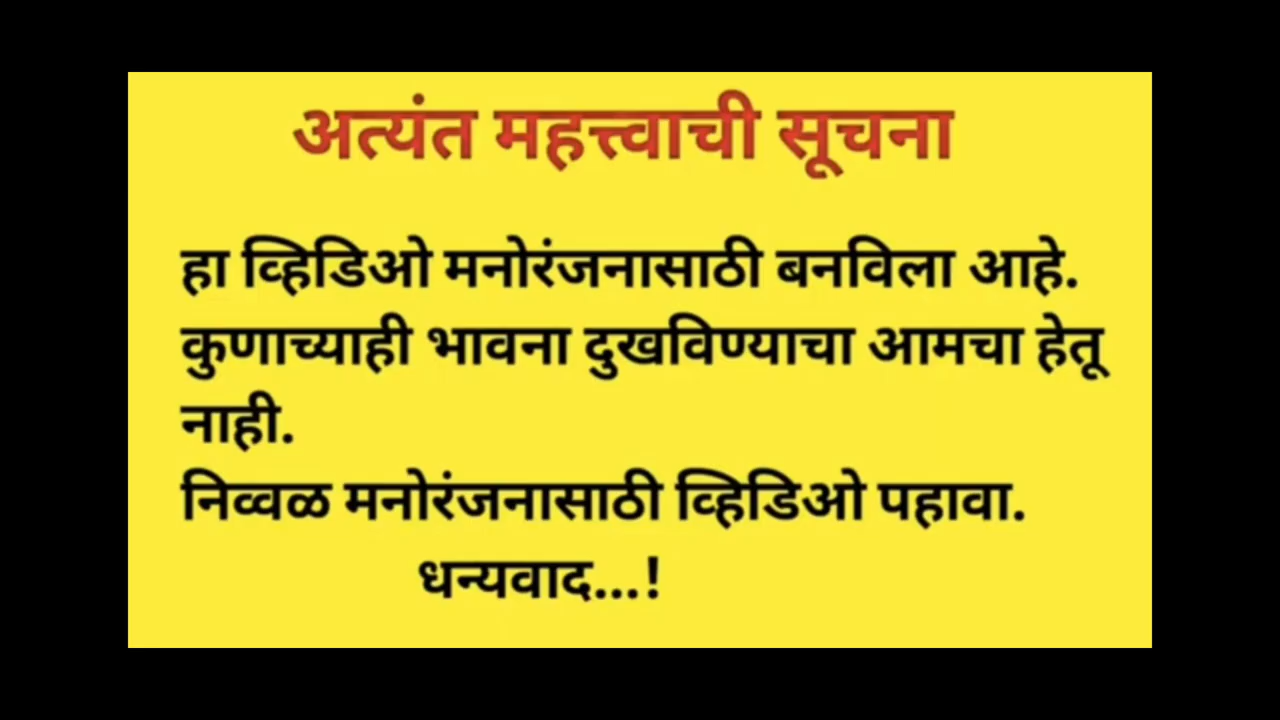 अत्यंत महत्त्वाची सूचना
हा व्हिडिओ मनोरंजनासाठी बनविला आहे.
कुणाच्याही भावना दुखविण्याचा आमचा हेतू
नाही.
निव्वळ मनोरंजनासाठी व्हिडिओ पहावा.
धन्यवाद...!